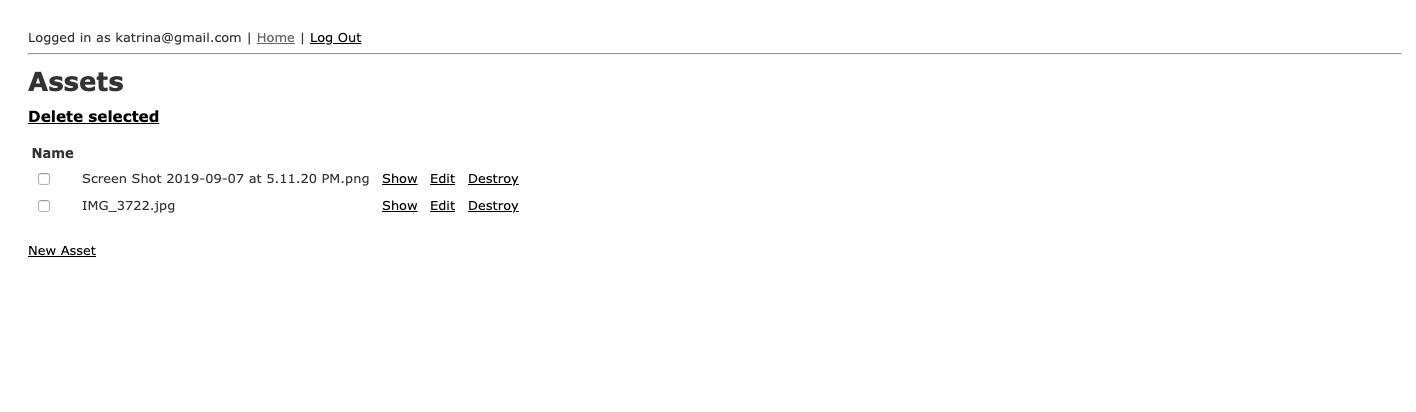 Logged in as katrina@gmail.com | Home | Log Out
Assets
Delete selected
Name
Screen Shot 2019-09-07 at 5.11.20 PM.png Show Edit Destroy
IMG_3722.jpg Show Edit Destroy
New Asset